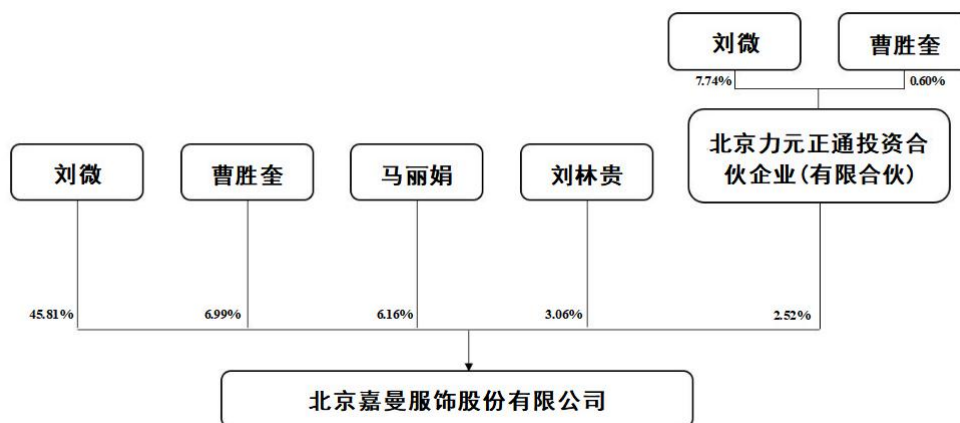 刘微
曹胜奎
7.74%
0.60%
北京力元正通投资合
伙企业(有限合伙)
刘微
曹胜奎
马丽娟
刘林贵
45.81%
6.99%
6.16%
3.06%
2.52%
北京嘉曼服饰股份有限公司